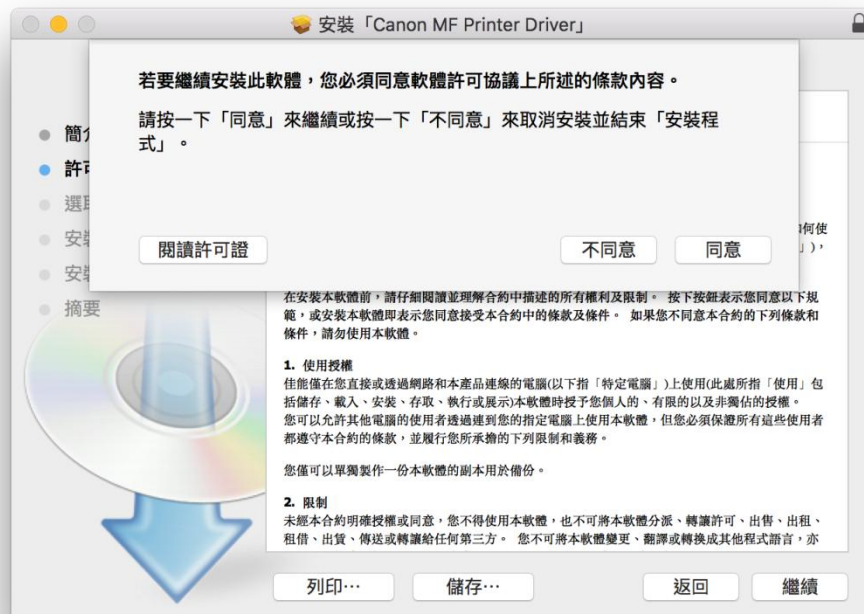 安裝「Canon MF Printer Driver」
若要繼續安裝此軟體，您必須同意軟體許可協議上所述的條款內容。
請按一下「同意」來繼續或按一下「不同意」來取消安裝並結束「安裝程
式」。
閱讀許可證
不同意
同意
簡
許
選
安
安
摘要
何使
」)，
在安裝本軟體前，請仔細閱讀並理解合約中描述的所有權利及限制。 按下按鈕表示您同意以下規
範，或安裝本軟體即表示您同意接受本合約中的條款及條件。 如果您不同意本合約的下列條款和
條件，請勿使用本軟體。
1. 使用授權
佳能僅在您直接或透過網路和本產品連線的電腦(以下指「特定電腦」)上使用(此處所指「使用」包
括儲存、載入、安裝、存取、執行或展示)本軟體時授予您個人的、有限的以及非獨佔的授權。
您可以允許其他電腦的使用者透過連到您的指定電腦上使用本軟體，但您必須保證所有這些使用者
都遵守本合約的條款，並履行您所承擔的下列限制和義務。
您僅可以單獨製作一份本軟體的副本用於備份。
2. 限制
未經本合約明確授權或同意，您不得使用本軟體，也不可將本軟體分派、轉讓許可、出售、出租、
租借、出賃、傳送或轉讓給任何第三方。 您不可將本軟體變更、翻譯或轉換成其他程式語言，亦
列印⋯
儲存⋯
返回
繼續